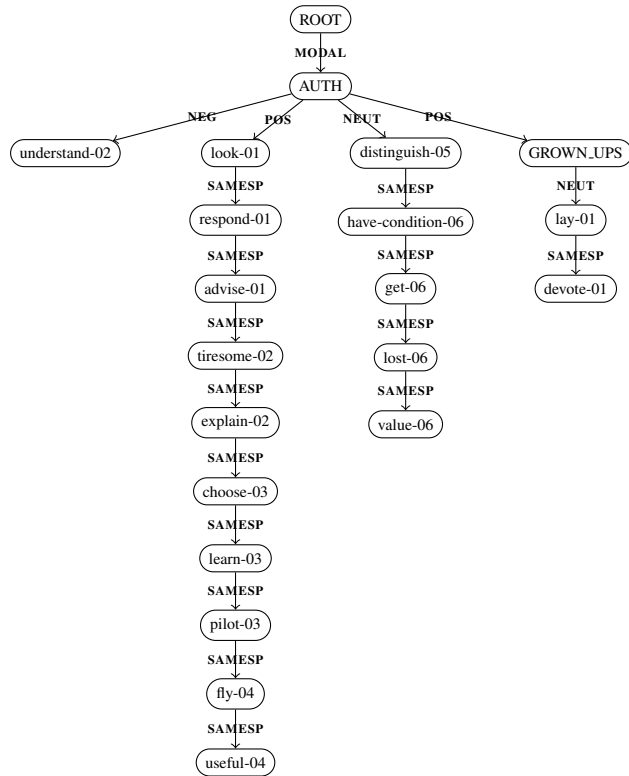 ROOT
MODAL
AUTH
NEG POS NEUT POS
understand-02 look-01 distinguish-05 GROWN_UPS
SAMESP SAMESP NEUT
respond-01 have-condition-06 lay-01
SAMESP SAMESP SAMESP
advise-01 get-06 devote-01
SAMESP SAMESP
tiresome-02 lost-06
SAMESP SAMESP
explain-02 value-06
SAMESP
choose-03
SAMESP
learn-03
SAMESP
pilot-03
SAMESP
fly-04
SAMESP
useful-04